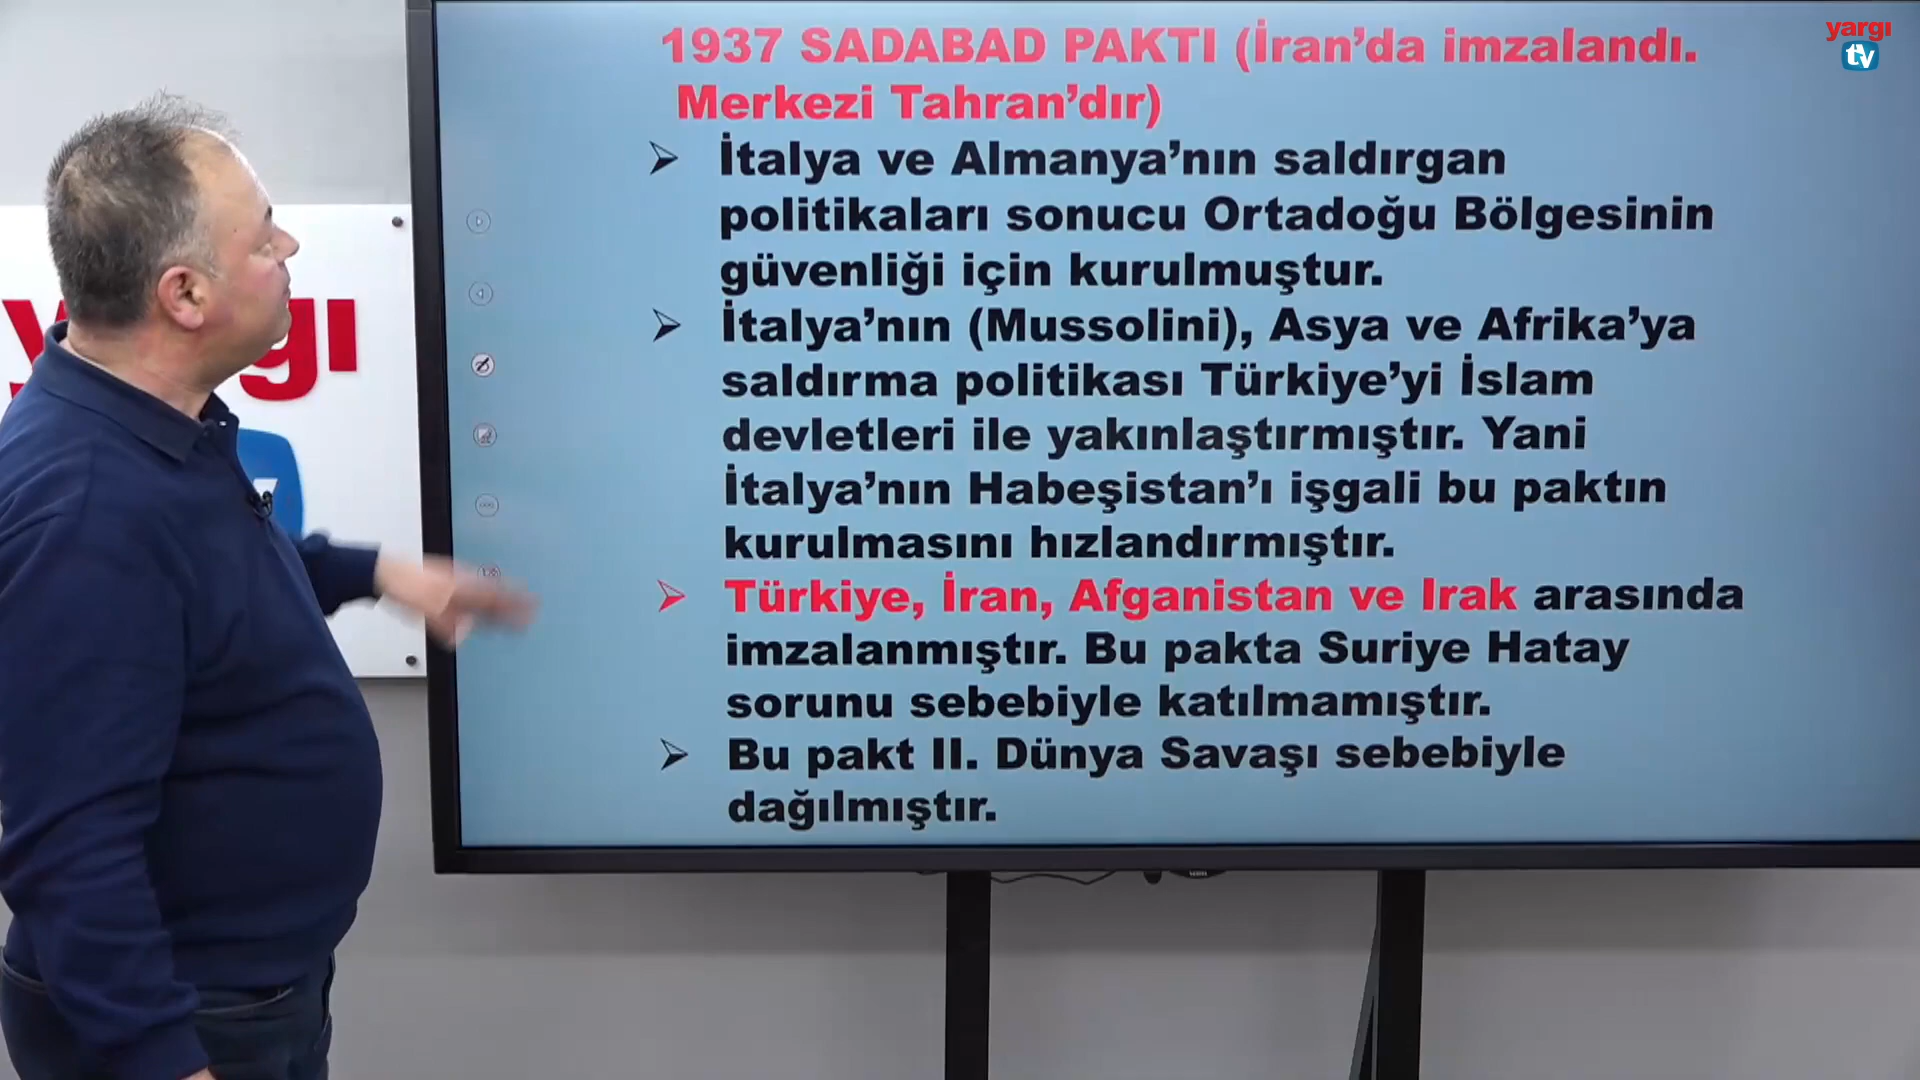 yargı
tv
1937 SADABAD PAKTI (İran’da imzalandı.
Merkezi Tahran’dır)
➢ İtalya ve Almanya’nın saldırgan
politikaları sonucu Ortadoğu Bölgesinin
güvenliği için kurulmuştur.
➢ İtalya’nın (Mussolini), Asya ve Afrika’ya
saldırma politikası Türkiye’yi İslam
devletleri ile yakınlaştırmıştır. Yani
İtalya’nın Habeşistan’ı işgali bu paktın
kurulmasını hızlandırmıştır.
➢ Türkiye, İran, Afganistan ve Irak arasında
imzalanmıştır. Bu pakta Suriye Hatay
sorunu sebebiyle katılmamıştır.
➢ Bu pakt II. Dünya Savaşı sebebiyle
dağılmıştır.